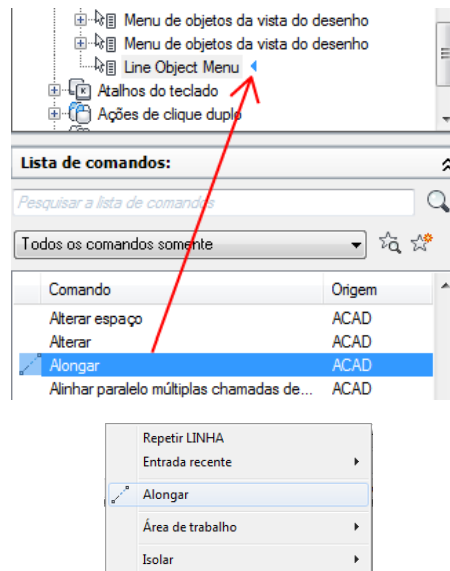 Menu de objetos da vista do desenho
Menu de objetos da vista do desenho
Line Object Menu
Atalhos do teclado
Ações de clique duplo
Lista de comandos:
Pesquisar a lista de comandos
Todos os comandos somente
Comando Origem
Alterar espaço ACAD
Alterar ACAD
Alongar ACAD
Alinhar paralelo múltiplas chamadas de... ACAD
Repetir LINHA
Entrada recente
Alongar
Área de trabalho
Isolar